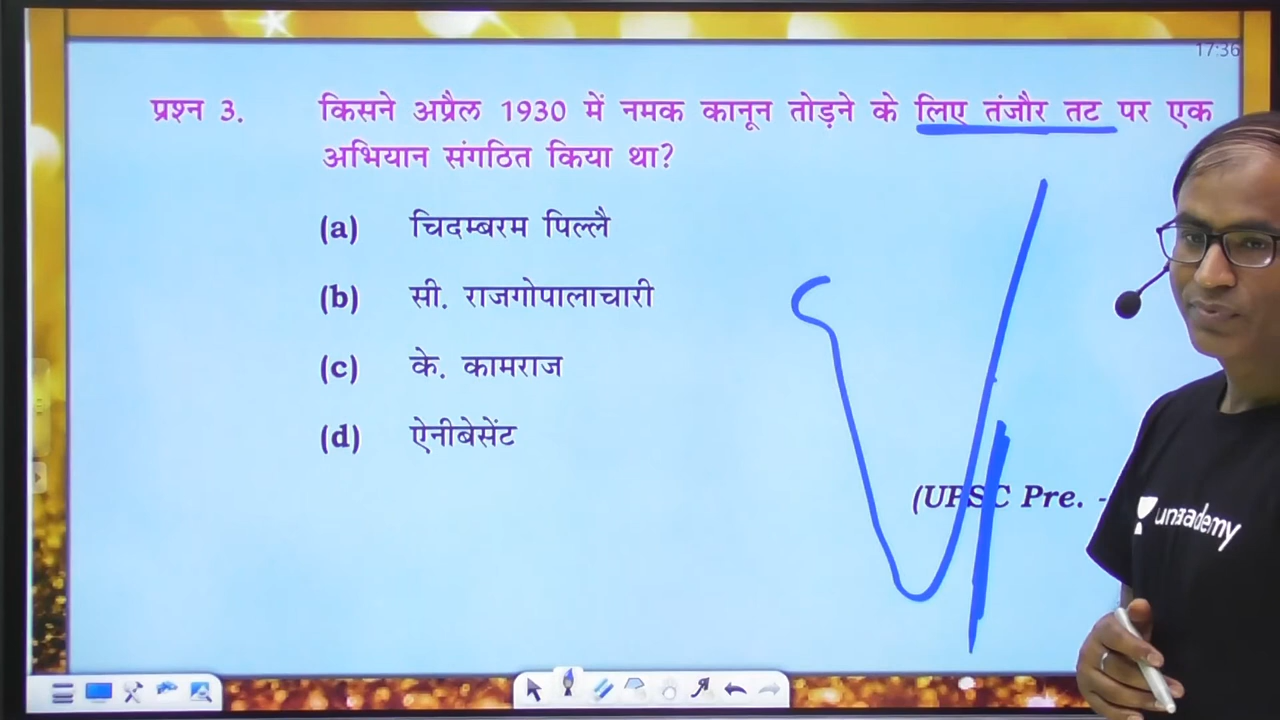 17:36
प्रश्न 3. किसने अप्रैल 1930 में नमक कानून तोड़ने के लिए तंजौर तट पर एक
अभियान संगठित किया था?
(a) चिदम्बरम पिल्लै
(b) सी. राजगोपालाचारी
(c) के. कामराज
(d) ऐनीबेसेंट
(UPSC Pre. -
unacademy